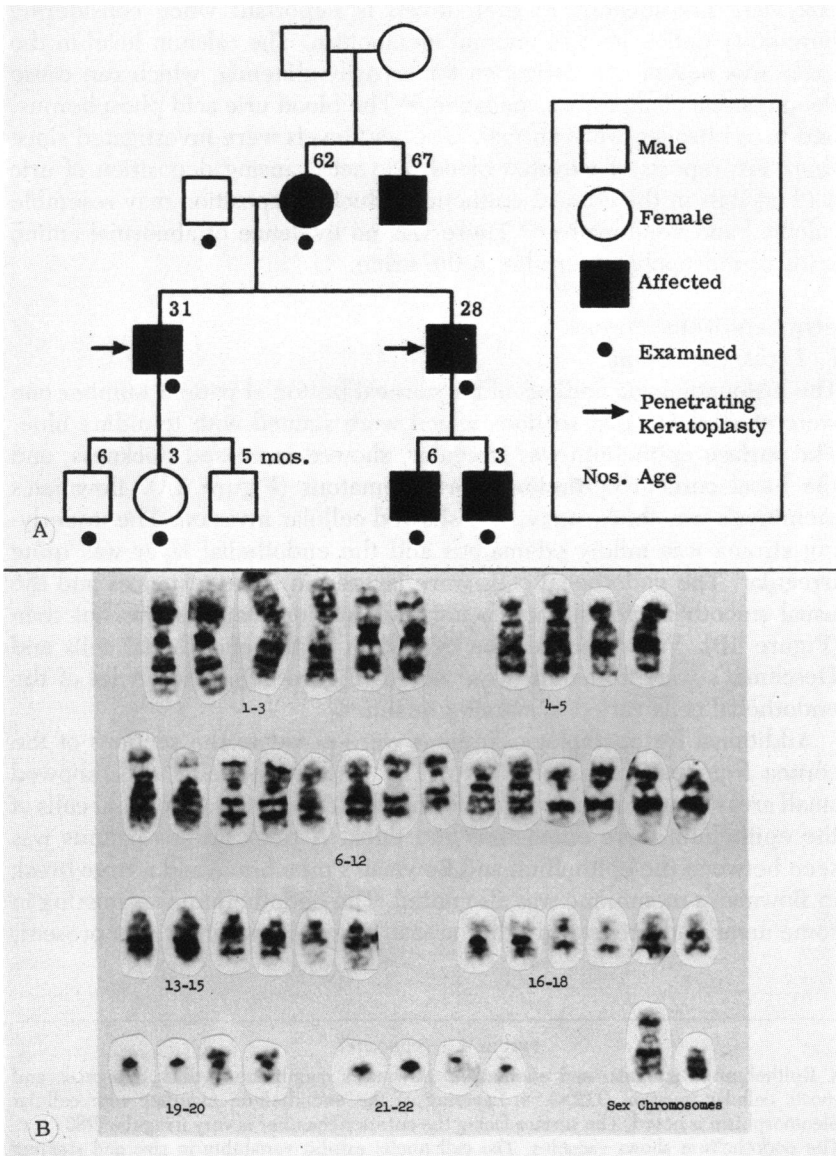 62 67
Male
Female
31 28
Affected
Examined
Penetrating
Keratoplasty
6 3 5 mos.
6 3
Nos. Age
A
1-3 4-5
6-12
13-15 16-18
19-20 21-22 Sex Chromosomes
B